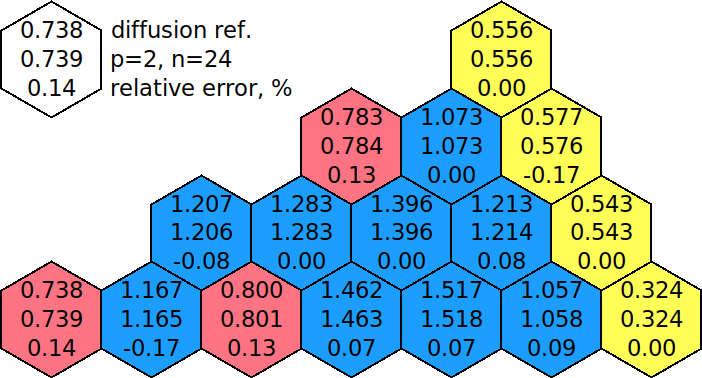 0.738 diffusion ref. 0.556
0.739 p=2, n=24 0.556
0.14 relative error, % 0.00
0.783 1.073 0.577
0.784 1.073 0.576
0.13 0.00 -0.17
1.207 1.283 1.396 1.213 0.543
1.206 1.283 1.396 1.214 0.543
-0.08 0.00 0.00 0.08 0.00
0.738 1.167 0.800 1.462 1.517 1.057 0.324
0.739 1.165 0.801 1.463 1.518 1.058 0.324
0.14 -0.17 0.13 0.07 0.07 0.09 0.00